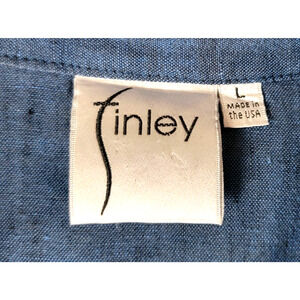 finley
L
MADE in
the USA